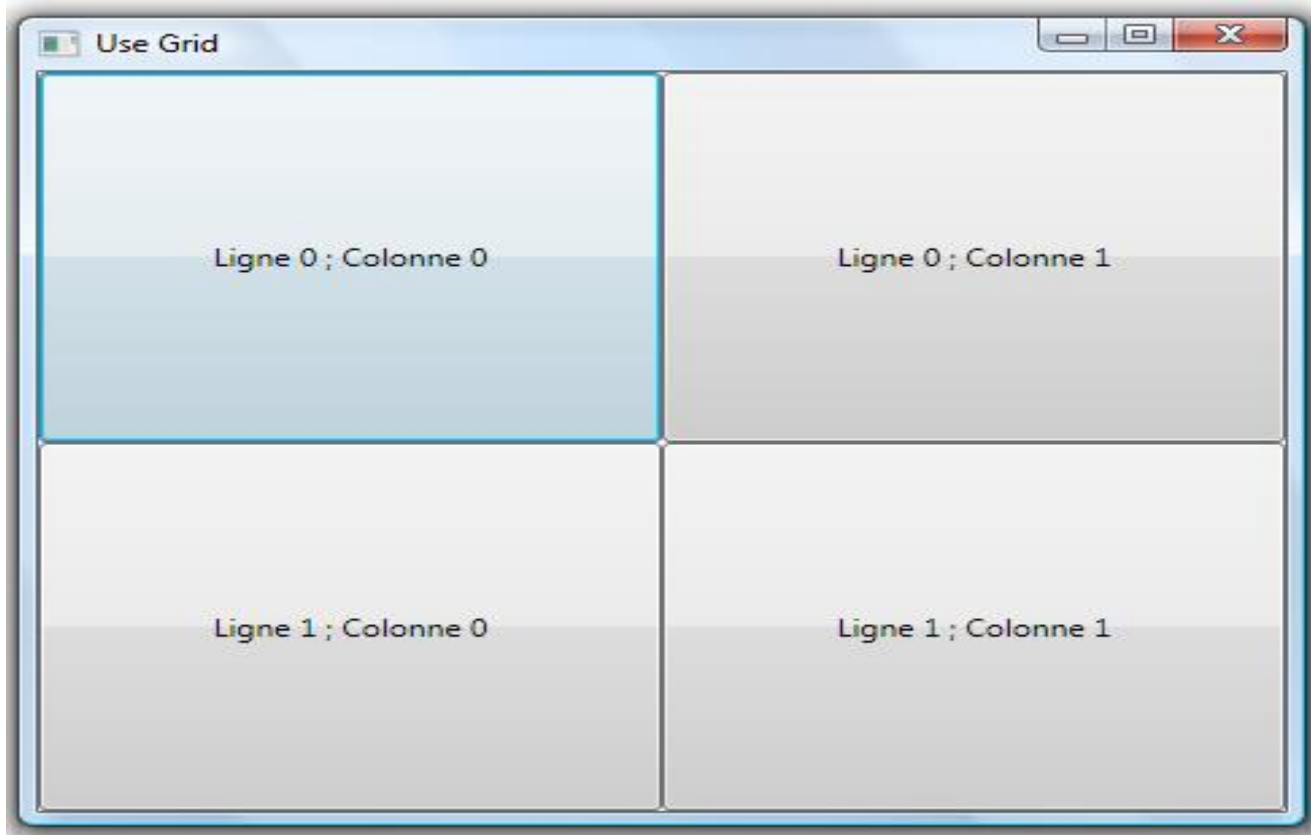 Use Grid
Ligne 0 ; Colonne 0
Ligne 0 ; Colonne 1
Ligne 1 ; Colonne 0
Ligne 1 ; Colonne 1